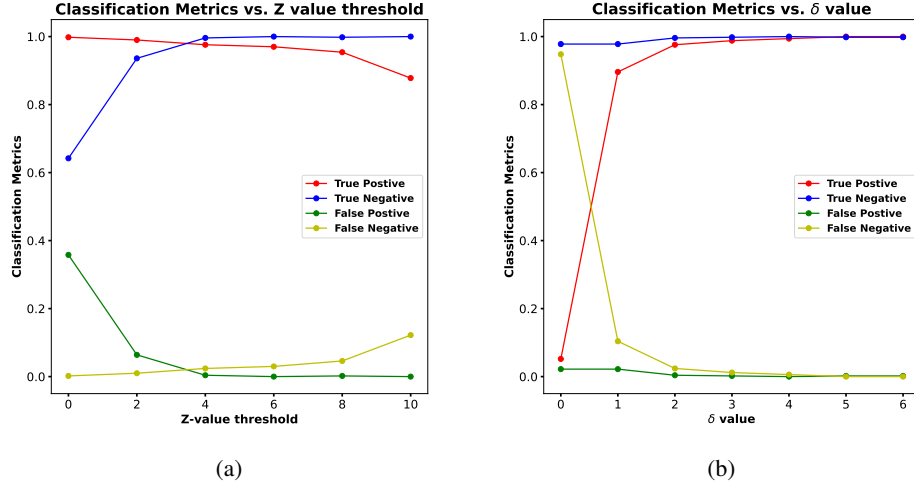 Classification Metrics vs. Z value threshold
Classification Metrics
1.0
0.8
0.6
0.4
0.2
0.0
True Postive
True Negative
False Postive
False Negative
0 2 4 6 8 10
Z-value threshold
(a)
Classification Metrics vs. δ value
Classification Metrics
1.0
0.8
0.6
0.4
0.2
0.0
True Postive
True Negative
False Postive
False Negative
0 1 2 3 4 5 6
δ value
(b)